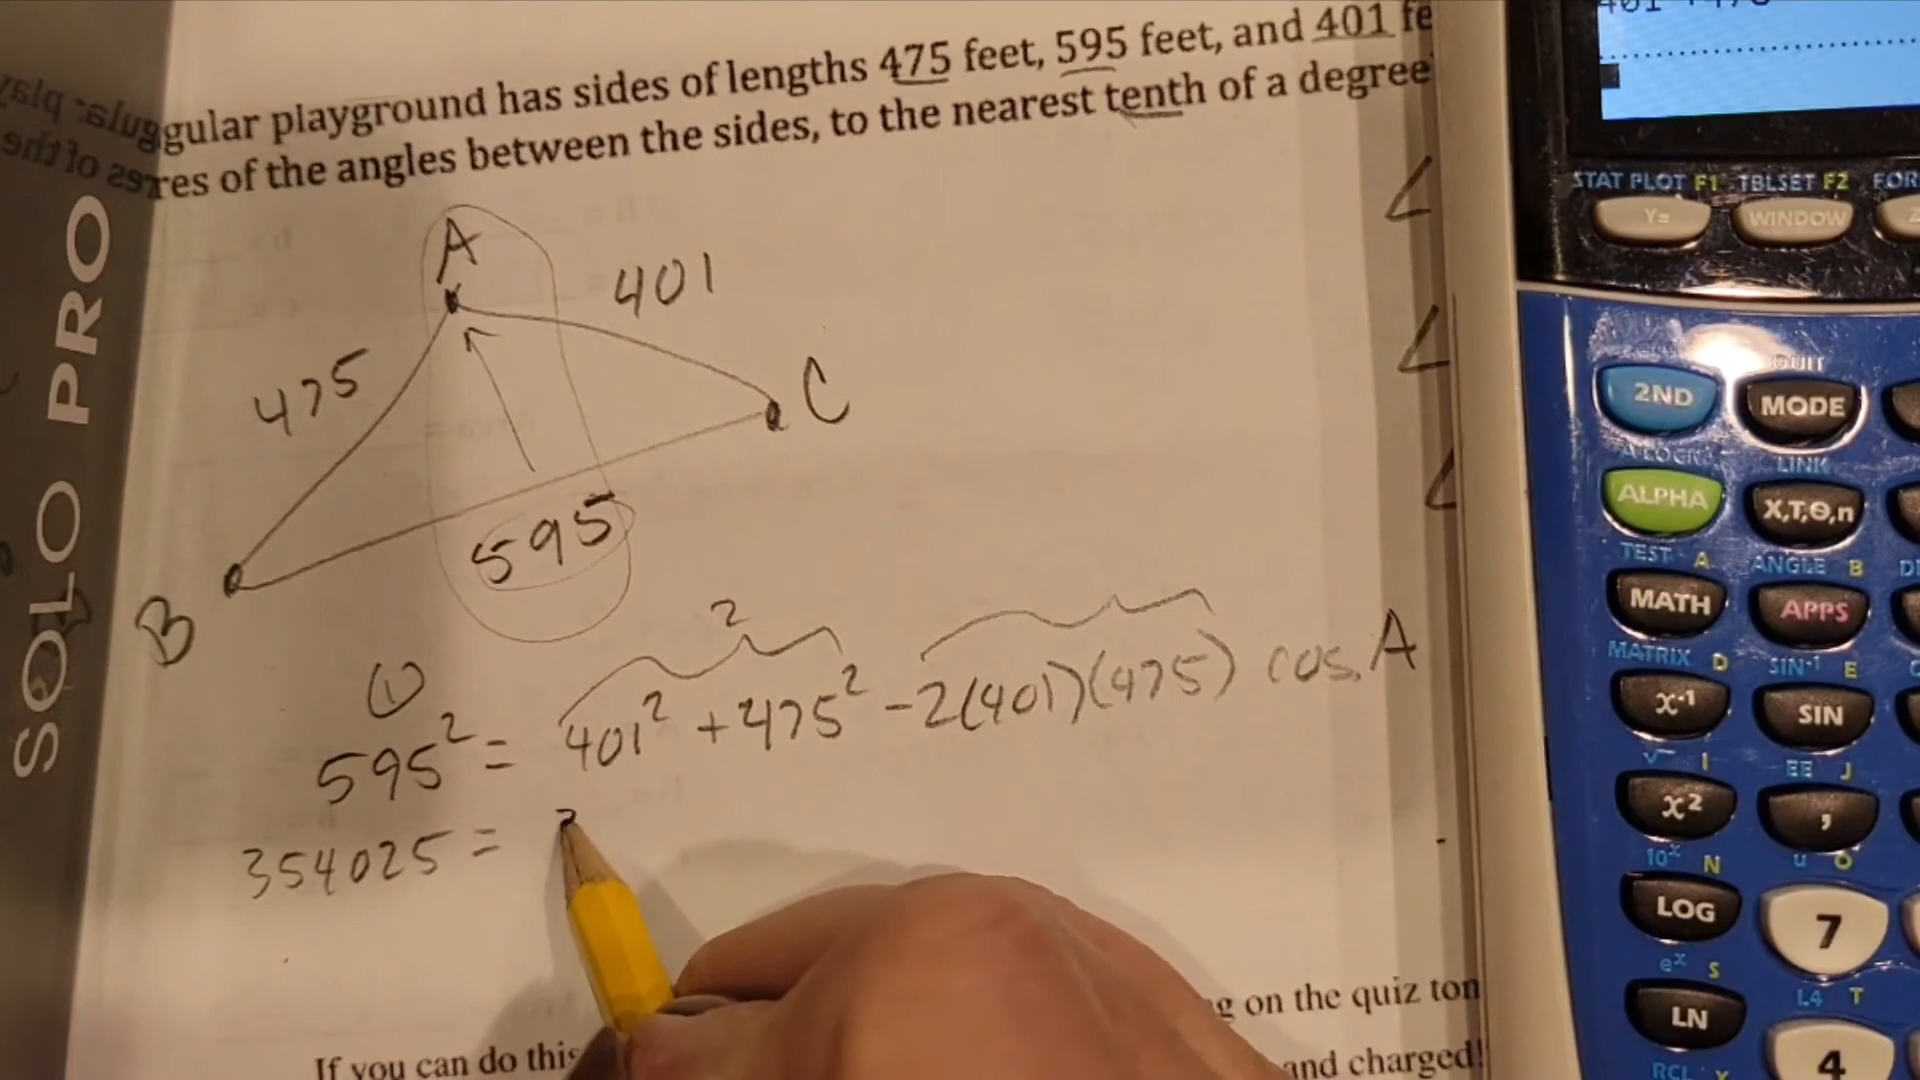 gular playground has sides of lengths 475 feet, 595 feet, and 401 fe
res of the angles between the sides, to the nearest tenth of a degree
SOLO PRO
A
401
475
C
595
B
2
(1)
595² = 401² + 475² - 2(401)(475) cos. A
354025 =
g on the quiz ton
If you can do this
and charged!
STAT PLOT F1 TBLSET F2 FOR
Y= WINDOW
QUIT
2ND MODE
A-LOCK LINK
ALPHA X,T,Θ,n
TEST A ANGLE B
MATH APPS
MATRIX D SIN⁻¹ E
x⁻¹ SIN
√ I EE J
x² ,
10ˣ N u O
LOG 7
eˣ S L4 T
LN 4
RCL